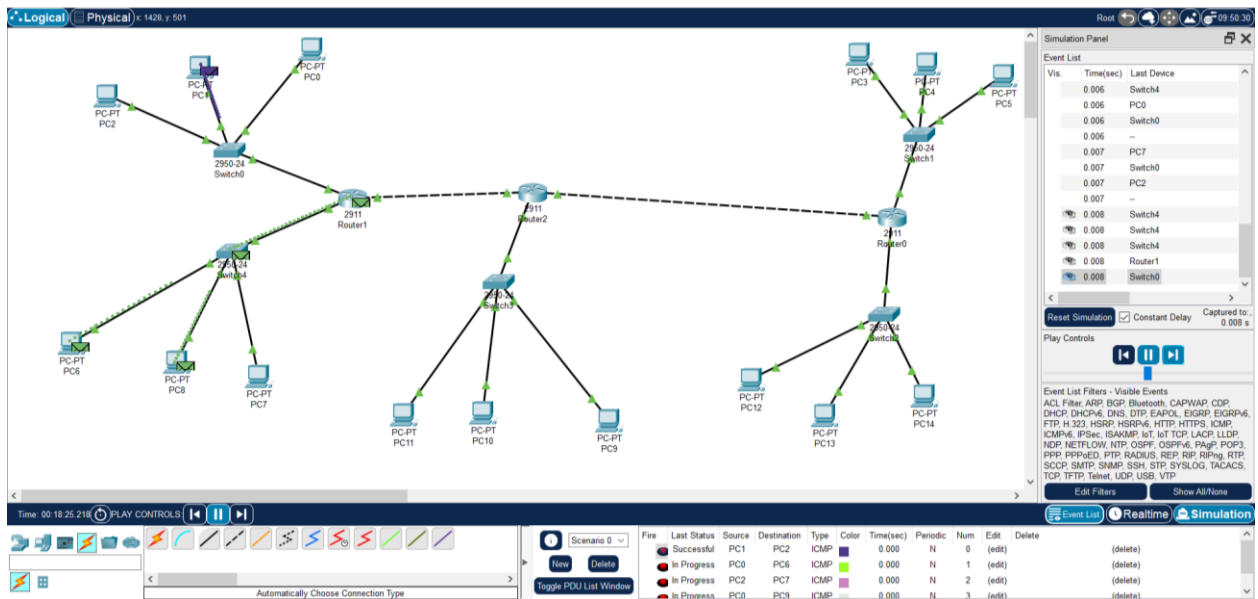 Logical
Physical
x: 1428, y: 501
Root
09:50:30
PC-PT
PC2
PC-PT
PC1
PC-PT
PC0
2950-24
Switch0
2911
Router1
2950-24
Switch4
PC-PT
PC6
PC-PT
PC8
PC-PT
PC7
2911
Router2
2950-24
Switch3
PC-PT
PC11
PC-PT
PC10
PC-PT
PC9
PC-PT
PC3
PC-PT
PC4
PC-PT
PC5
2950-24
Switch1
2911
Router0
2950-24
Switch2
PC-PT
PC12
PC-PT
PC13
PC-PT
PC14
Simulation Panel
Event List
Vis. Time(sec) Last Device
0.006 Switch4
0.006 PC0
0.006 Switch0
0.006 --
0.007 PC7
0.007 Switch0
0.007 PC2
0.007 --
0.008 Switch4
0.008 Switch4
0.008 Switch4
0.008 Router1
0.008 Switch0
Reset Simulation Constant Delay Captured to:
0.008 s
Play Controls
Event List Filters - Visible Events
ACL Filter, ARP, BGP, Bluetooth, CAPWAP, CDP,
DHCP, DHCPv6, DNS, DTP, EAPOL, EIGRP, EIGRPv6,
FTP, H.323, HSRP, HSRPv6, HTTP, HTTPS, ICMP,
ICMPv6, IPSec, ISAKMP, IoT, IoT TCP, LACP, LLDP,
NDP, NETFLOW, NTP, OSPF, OSPFv6, PAgP, POP3,
PPP, PPPoED, PTP, RADIUS, REP, RIP, RIPng, RTP,
SCCP, SMTP, SNMP, SSH, STP, SYSLOG, TACACS,
TCP, TFTP, Telnet, UDP, USB, VTP
Edit Filters Show All/None
Time: 00:18:25.218 PLAY CONTROLS:
Event List Realtime Simulation
Automatically Choose Connection Type
Scenario 0
New Delete
Toggle PDU List Window
Fire Last Status Source Destination Type Color Time(sec) Periodic Num Edit Delete
Successful PC1 PC2 ICMP 0.000 N 0 (edit) (delete)
In Progress PC0 PC6 ICMP 0.000 N 1 (edit) (delete)
In Progress PC2 PC7 ICMP 0.000 N 2 (edit) (delete)
In Progress PC0 PC9 ICMP 0.000 N 3 (edit) (delete)